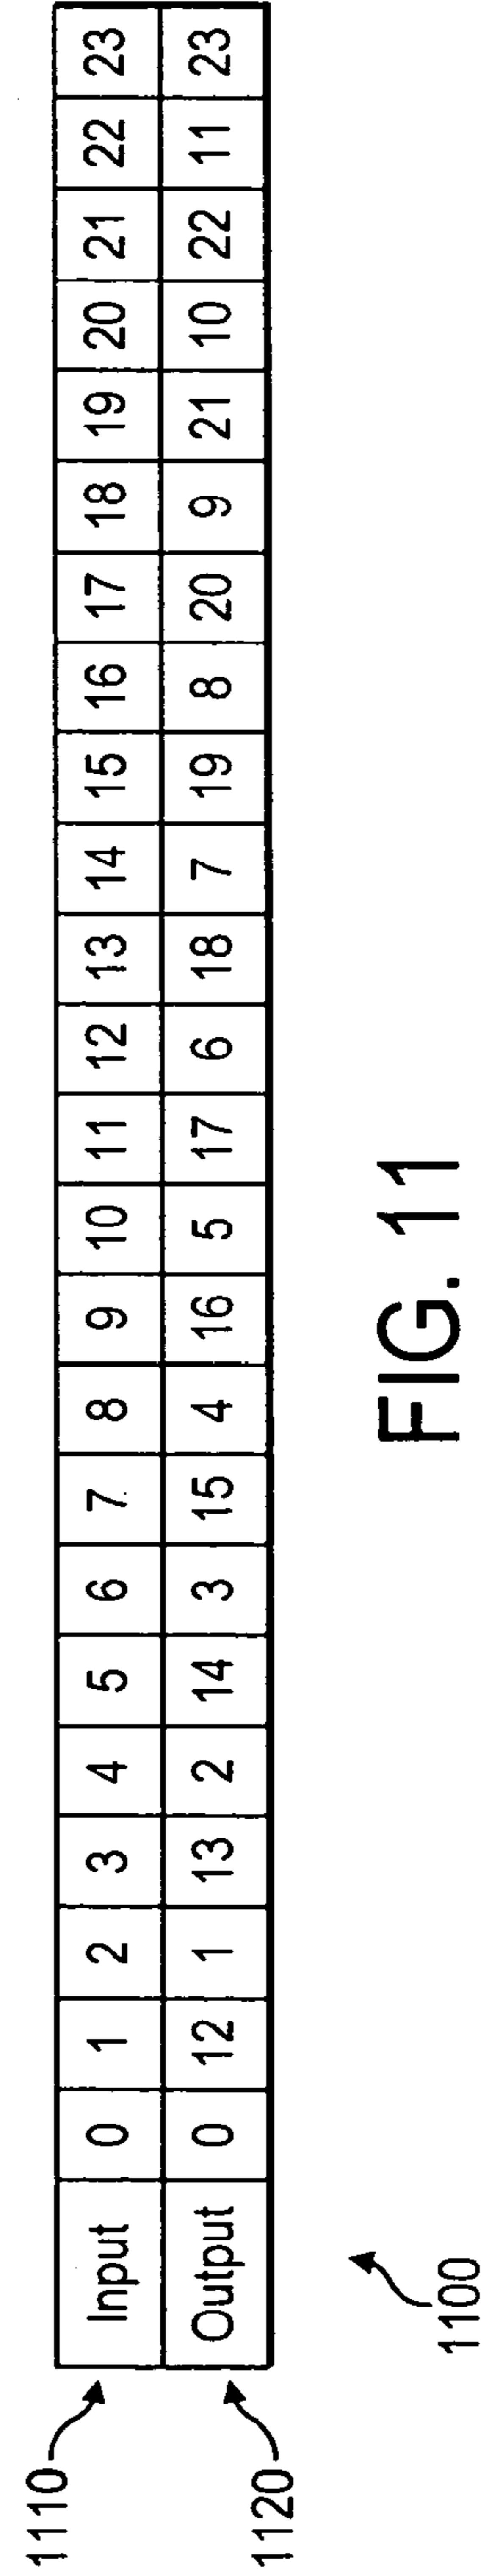 1110
Input 0 1 2 3 4 5 6 7 8 9 10 11 12 13 14 15 16 17 18 19 20 21 22 23
1120
Output 0 12 1 13 2 14 3 15 4 16 5 17 6 18 7 19 8 20 9 21 10 22 11 23
1100
FIG. 11